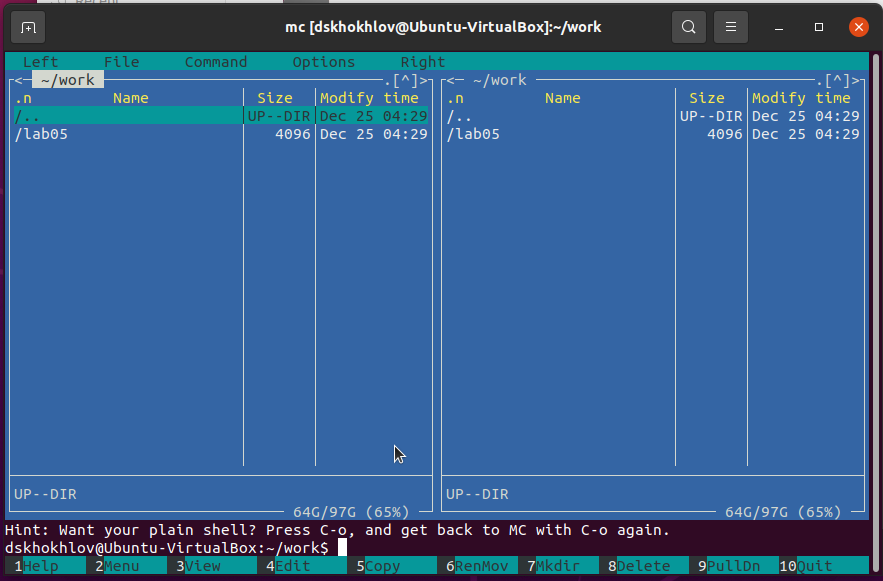 Recent
mc [dskhokhlov@Ubuntu-VirtualBox]:~/work
Left File Command Options Right
<─ ~/work ─.[^]>
.n Name Size Modify time
/.. UP--DIR Dec 25 04:29
/lab05 4096 Dec 25 04:29
UP--DIR
64G/97G (65%)
<─ ~/work ─.[^]>
.n Name Size Modify time
/.. UP--DIR Dec 25 04:29
/lab05 4096 Dec 25 04:29
UP--DIR
64G/97G (65%)
Hint: Want your plain shell? Press C-o, and get back to MC with C-o again.
dskhokhlov@Ubuntu-VirtualBox:~/work$
1Help 2Menu 3View 4Edit 5Copy 6RenMov 7Mkdir 8Delete 9PullDn 10Quit